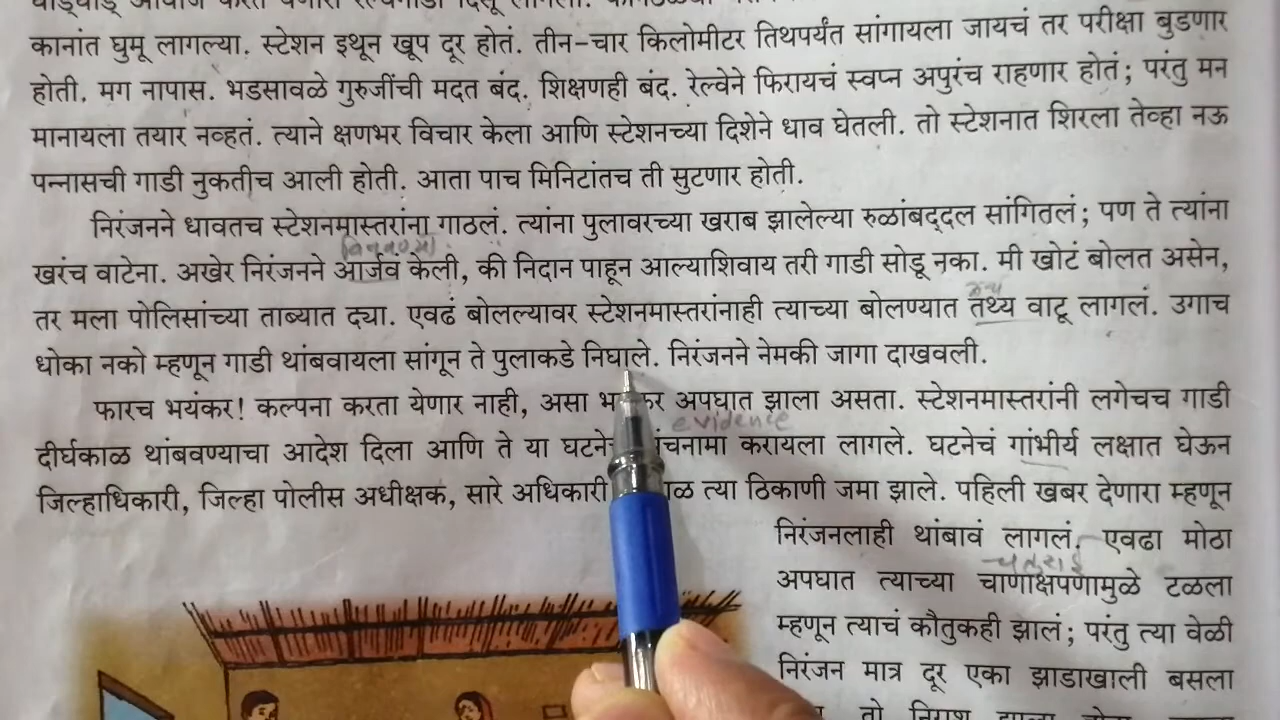 कानांत घुमू लागल्या. स्टेशन इथून खूप दूर होतं. तीन-चार किलोमीटर तिथपर्यंत सांगायला जायचं तर परीक्षा बुडणार
होती. मग नापास. भडसावळे गुरुजींची मदत बंद. शिक्षणही बंद. रेल्वेने फिरायचं स्वप्न अपुरंच राहणार होतं; परंतु मन
मानायला तयार नव्हतं. त्याने क्षणभर विचार केला आणि स्टेशनच्या दिशेने धाव घेतली. तो स्टेशनात शिरला तेव्हा नऊ
पन्नासची गाडी नुकतीच आली होती. आता पाच मिनिटांतच ती सुटणार होती.
निरंजनने धावतच स्टेशनमास्तरांना गाठलं. त्यांना पुलावरच्या खराब झालेल्या रुळांबद्दल सांगितलं; पण ते त्यांना
खरंच वाटेना. अखेर निरंजनने आर्जवं केली, की निदान पाहून आल्याशिवाय तरी गाडी सोडू नका. मी खोटं बोलत असेन,
तर मला पोलिसांच्या ताब्यात द्या. एवढं बोलल्यावर स्टेशनमास्तरांनाही त्याच्या बोलण्यात तथ्य वाटू लागलं. उगाच
धोका नको म्हणून गाडी थांबवायला सांगून ते पुलाकडे निघाले. निरंजनने नेमकी जागा दाखवली.
फारच भयंकर! कल्पना करता येणार नाही, असा अपघात झाला असता. स्टेशनमास्तरांनी लगेचच गाडी
evidence
दीर्घकाळ थांबवण्याचा आदेश दिला आणि ते या करायला लागले. घटनेचं गांभीर्य लक्षात घेऊन
जिल्हाधिकारी, जिल्हा पोलीस अधीक्षक, सारे अधिकारी त्या ठिकाणी जमा झाले. पहिली खबर देणारा म्हणून
निरंजनलाही थांबावं लागलं. एवढा मोठा
चतुराई
अपघात त्याच्या चाणाक्षपणामुळे टळला
म्हणून त्याचं कौतुकही झालं; परंतु त्या वेळी
निरंजन मात्र दूर एका झाडाखाली बसला